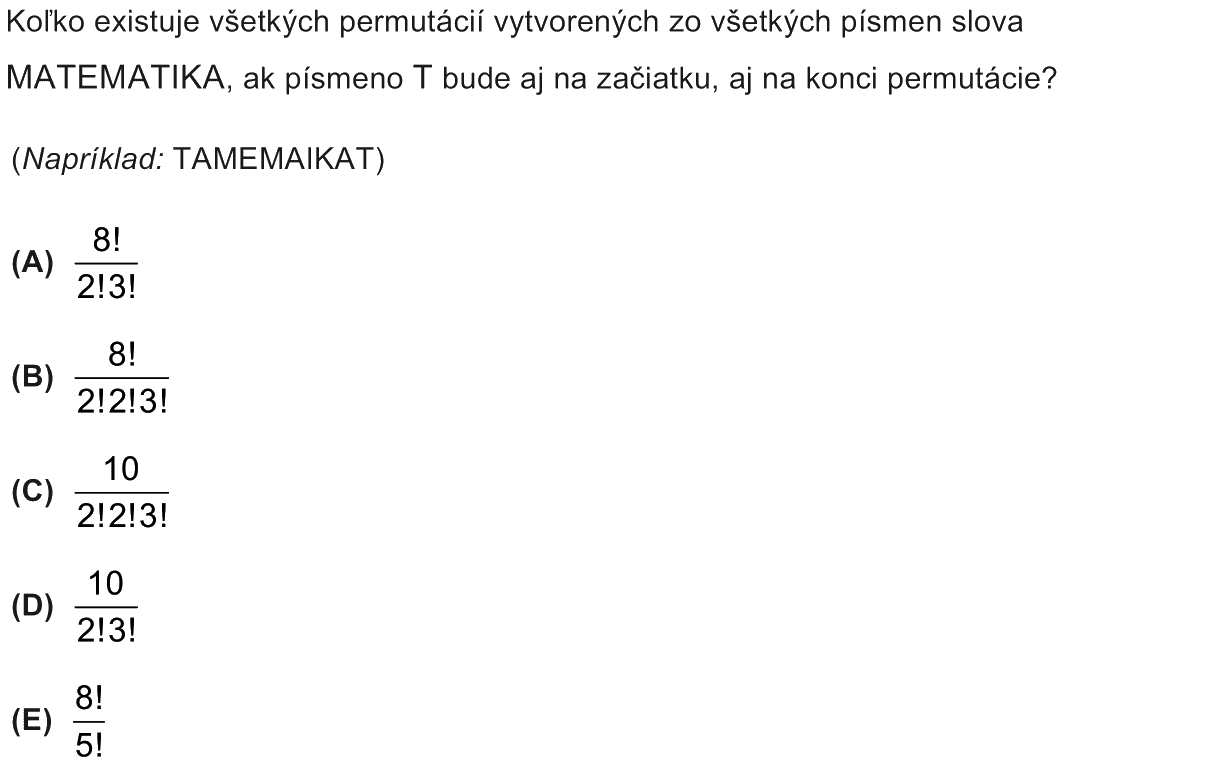 Koľko existuje všetkých permutácií vytvorených zo všetkých písmen slova
MATEMATIKA, ak písmeno T bude aj na začiatku, aj na konci permutácie?
(Napríklad: TAMEMAIKAT)
(A) 8!
2!3!
(B) 8!
2!2!3!
(C) 10
2!2!3!
(D) 10
2!3!
(E) 8!
5!